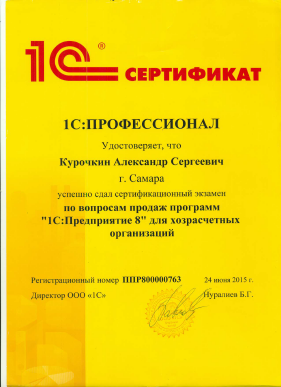 1С® СЕРТИФИКАТ
1С:ПРОФЕССИОНАЛ
Удостоверяет, что
Курочкин Александр Сергеевич
г. Самара
успешно сдал сертификационный экзамен
по вопросам продаж программ
"1С:Предприятие 8" для хозрасчетных
организаций
Регистрационный номер ППР800000763 24 июня 2015 г.
Директор ООО «1С» Нуралиев Б.Г.